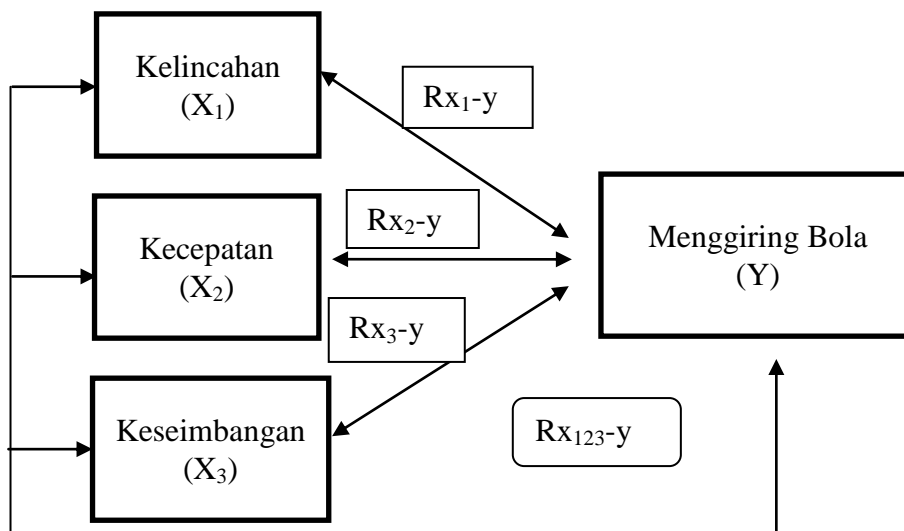 Kelincahan
(X₁)
Rx₁-y
Kecepatan
(X₂)
Rx₂-y
Menggiring Bola
(Y)
Rx₃-y
Keseimbangan
(X₃)
Rx₁₂₃-y